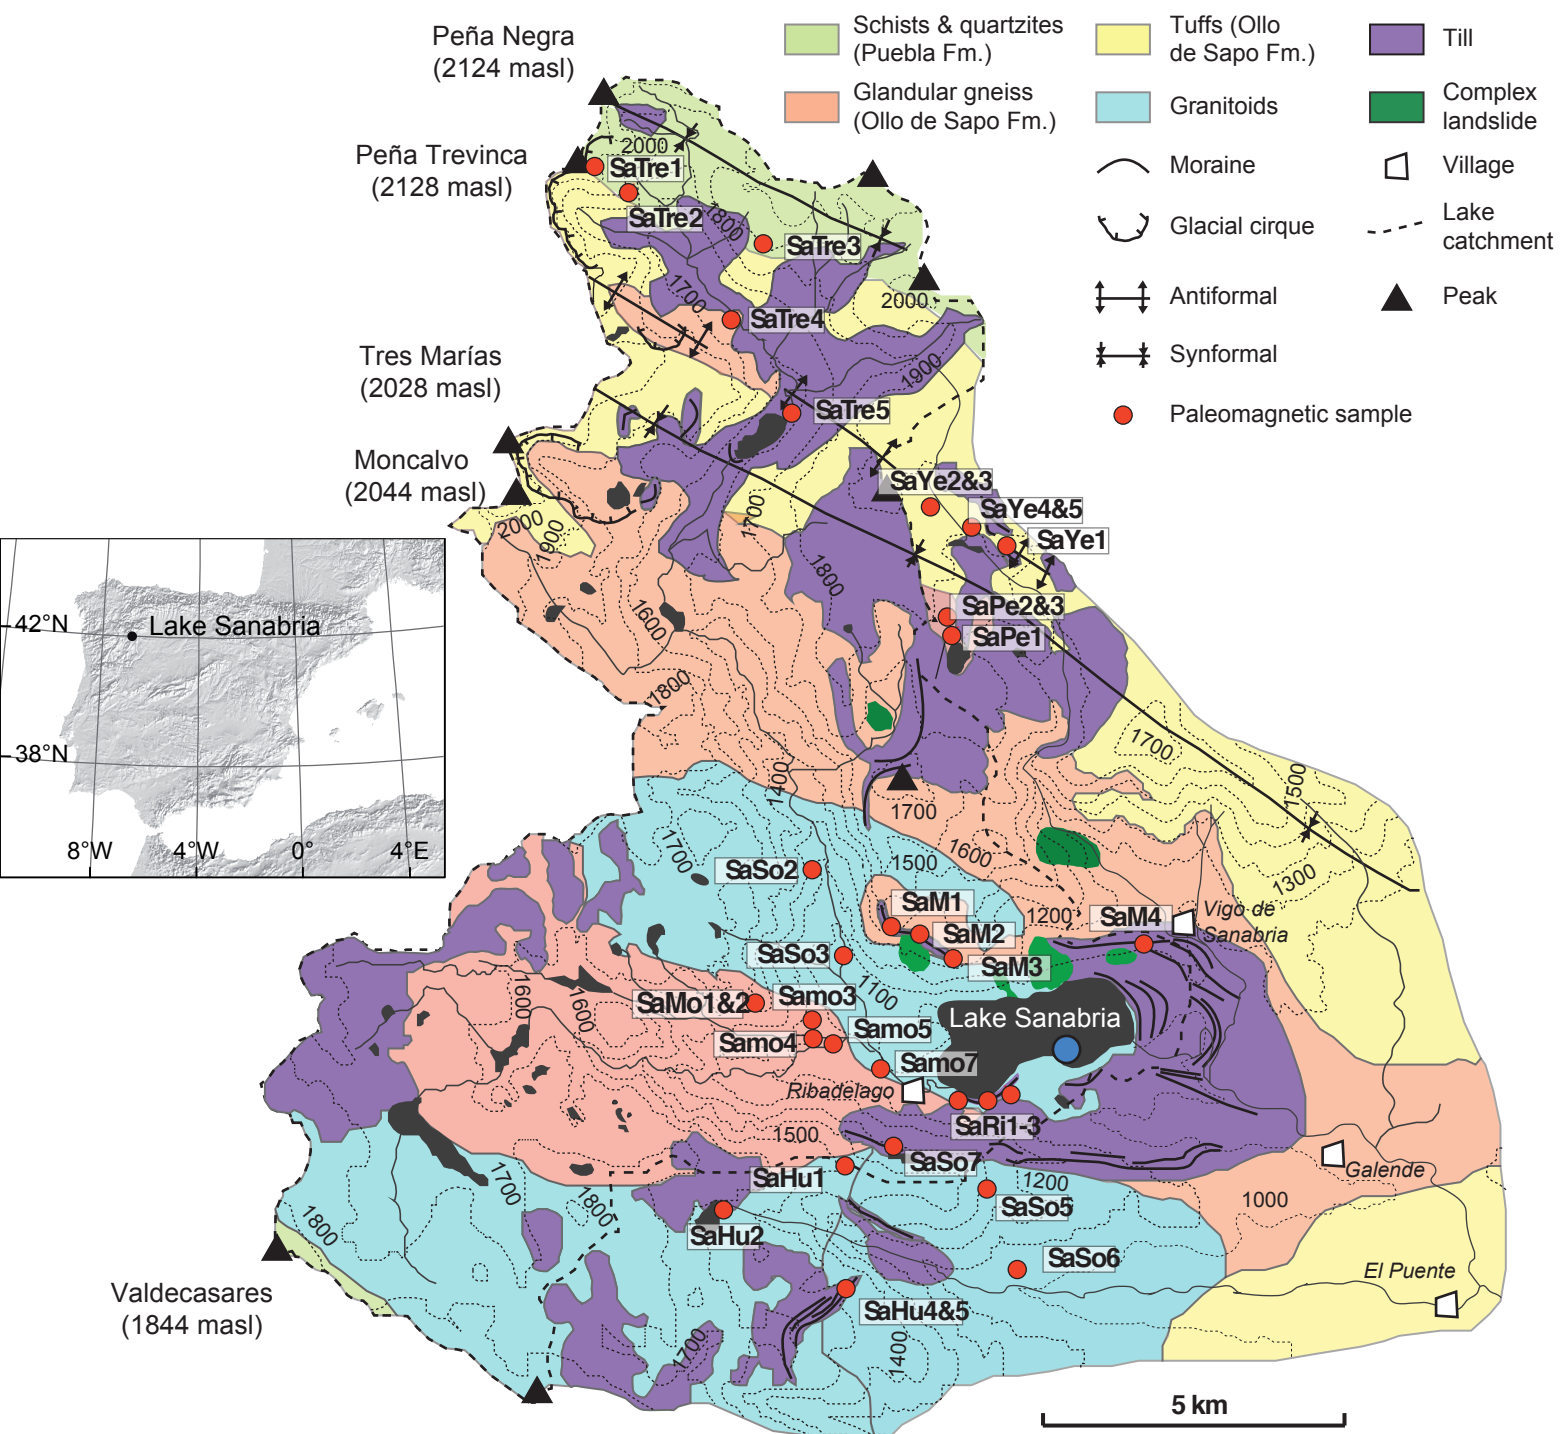 Peña Negra
(2124 masl)
Peña Trevinca
(2128 masl)
Tres Marías
(2028 masl)
Moncalvo
(2044 masl)
Valdecasares
(1844 masl)
Schists & quartzites
(Puebla Fm.)
Glandular gneiss
(Ollo de Sapo Fm.)
Tuffs (Ollo
de Sapo Fm.)
Granitoids
Till
Complex
landslide
Moraine
Glacial cirque
Antiformal
Synformal
Paleomagnetic sample
Village
Lake
catchment
Peak
2000
SaTre1
SaTre2
1800
SaTre3
1700
2000
SaTre4
1900
SaTre5
SaYe2&3
SaYe4&5
SaYe1
2000
1900
1700
1800
1600
SaPe2&3
SaPe1
1800
1700
1500
1400
1700
1600
1500
1300
1700
SaSo2
SaM1
SaM2
SaM3
1200
SaM4
Vigo de
Sanabria
SaSo3
1100
SaMo1&2
Samo3
Samo4
Samo5
Samo7
1600
1600
Lake Sanabria
Ribadelago
SaRi1-3
1500
SaSo7
SaHu1
1200
SaSo5
SaHu2
1700
1800
1800
SaSo6
SaHu4&5
1700
1400
1000
Galende
El Puente
5 km
42°N
Lake Sanabria
38°N
8°W
4°W
0°
4°E